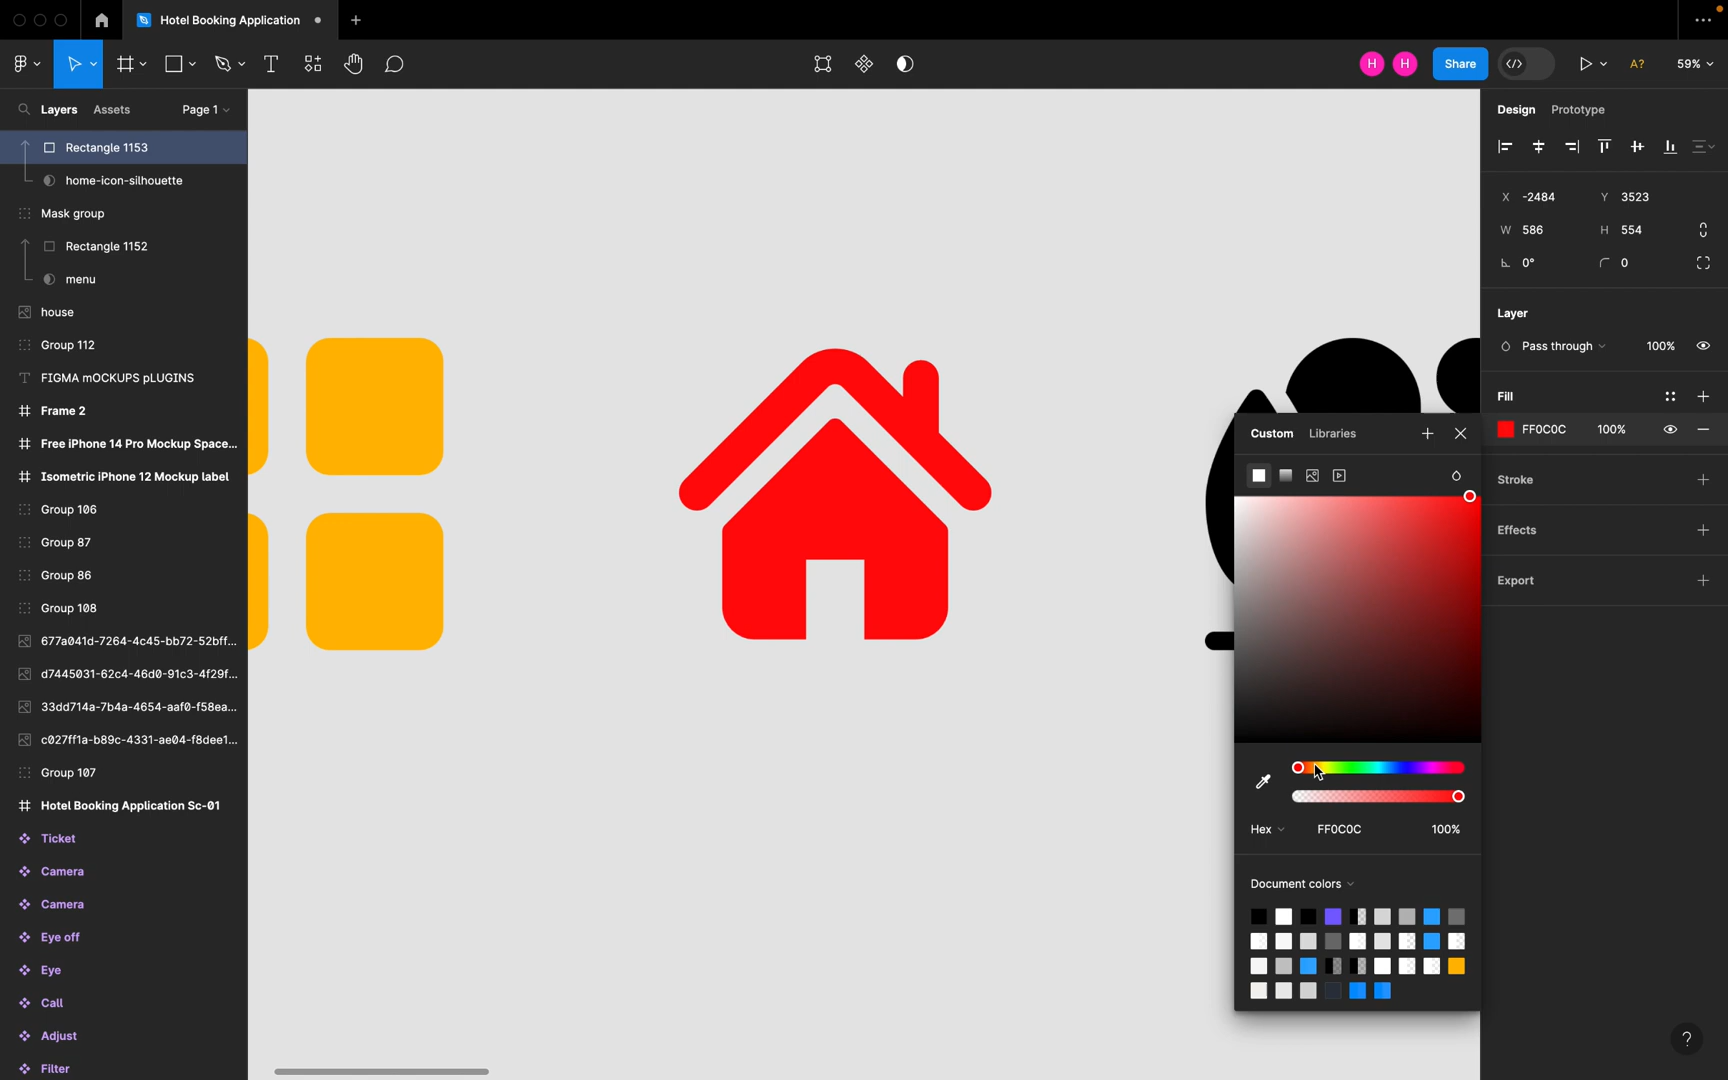 Hotel Booking Application
A?
Share
59%
Layers Assets Page 1
Rectangle 1153
home-icon-silhouette
Mask group
Rectangle 1152
menu
house
Group 112
FIGMA mOCKUPS pLUGINS
Frame 2
Free iPhone 14 Pro Mockup Space...
Isometric iPhone 12 Mockup label
Group 106
Group 87
Group 86
Group 108
677a041d-7264-4c45-bb72-52bff...
d7445031-62c4-46d0-91c3-4f29f...
33dd714a-7b4a-4654-aaf0-f58ea...
c027ff1a-b89c-4331-ae04-f8dee1...
Group 107
Hotel Booking Application Sc-01
Ticket
Camera
Camera
Eye off
Eye
Call
Adjust
Filter
H H
Design Prototype
X -2484 Y 3523
W 586 H 554
0° 0
Layer
Pass through 100%
Fill
FF0C0C 100%
Stroke
Effects
Export
Custom Libraries
Hex FF0C0C 100%
Document colors
?